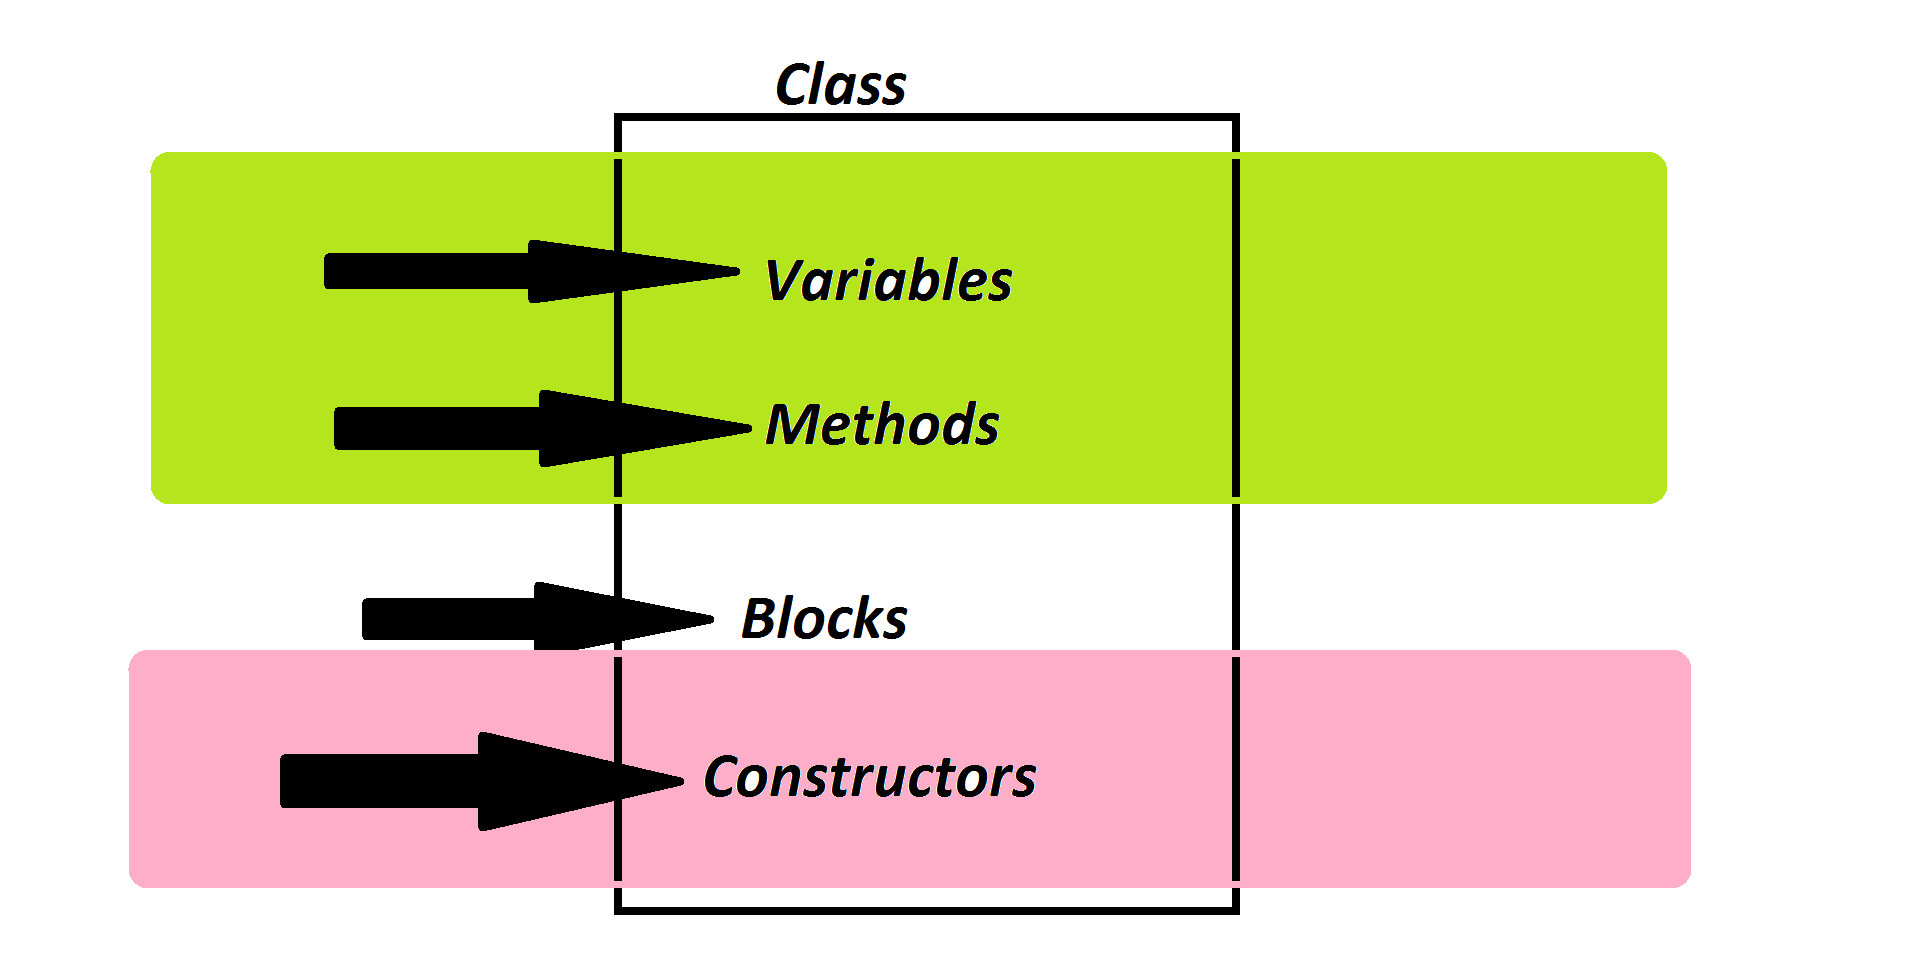 Class
Variables
Methods
Blocks
Constructors